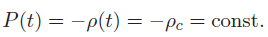 P(t) = −ρ(t) = −ρ_c = const.